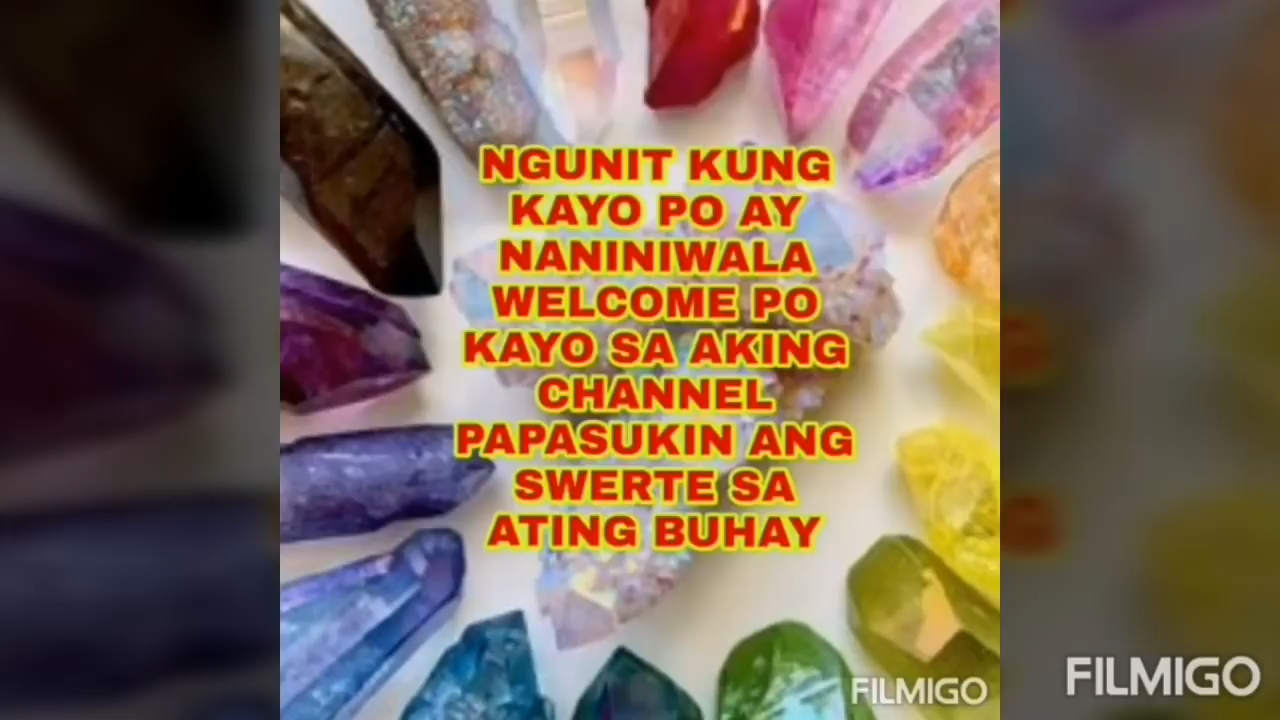 NGUNIT KUNG
KAYO PO AY
NANINIWALA
WELCOME PO
KAYO SA AKING
CHANNEL
PAPASUKIN ANG
SWERTE SA
ATING BUHAY
FILMIGO
FILMIGO